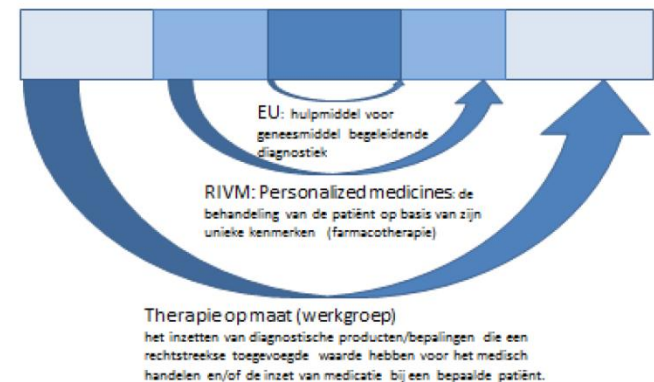 EU: hulpmiddel voor
geneesmiddel begeleidende
diagnostiek
RIVM: Personalized medicines: de
behandeling van de patiënt op basis van zijn
unieke kenmerken (farmacotherapie)
Therapie op maat (werkgroep)
het inzetten van diagnostische producten/bepalingen die een
rechtstreekse toegevoegde waarde hebben voor het medisch
handelen en/of de inzet van medicatie bij een bepaalde patiënt.